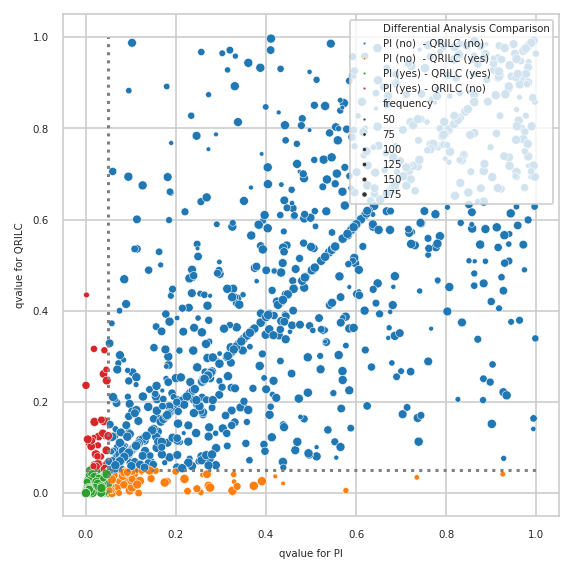 Differential Analysis Comparison
PI (no)  - QRILC (no)
PI (no)  - QRILC (yes)
PI (yes) - QRILC (yes)
PI (yes) - QRILC (no)
frequency
50
75
100
125
150
175
1.0
0.8
0.6
0.4
0.2
0.0
qvalue for QRILC
0.0
0.2
0.4
0.6
0.8
1.0
qvalue for PI